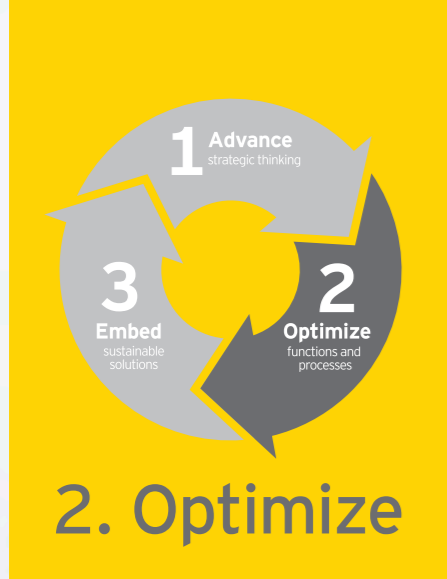 1
Advance
strategic thinking
2
Optimize
functions and
processes
3
Embed
sustainable
solutions
2. Optimize